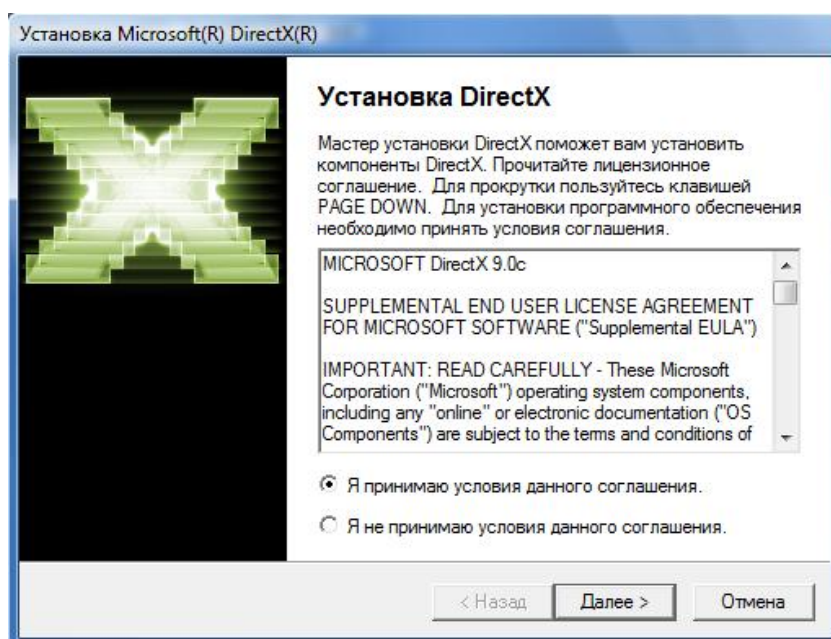 Установка Microsoft(R) DirectX(R)
Установка DirectX
Мастер установки DirectX поможет вам установить
компоненты DirectX. Прочитайте лицензионное
соглашение. Для прокрутки пользуйтесь клавишей
PAGE DOWN. Для установки программного обеспечения
необходимо принять условия соглашения.
MICROSOFT DirectX 9.0c
SUPPLEMENTAL END USER LICENSE AGREEMENT
FOR MICROSOFT SOFTWARE ("Supplemental EULA")
IMPORTANT: READ CAREFULLY - These Microsoft
Corporation ("Microsoft") operating system components,
including any "online" or electronic documentation ("OS
Components") are subject to the terms and conditions of
Я принимаю условия данного соглашения.
Я не принимаю условия данного соглашения.
< Назад Далее > Отмена